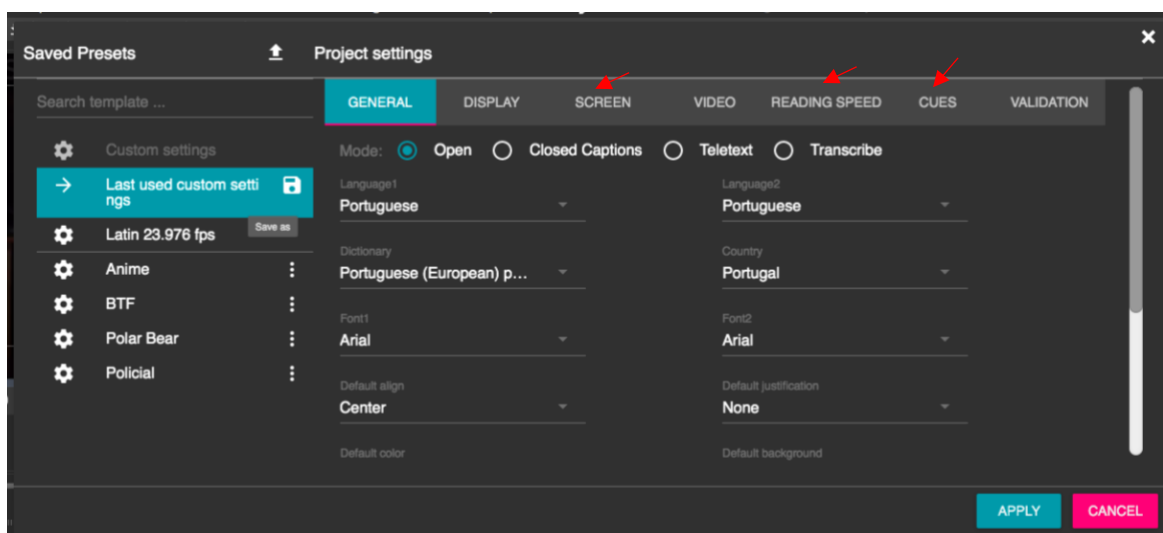 Saved Presets
Project settings
Search template ...
Custom settings
Last used custom setti
ngs
Save as
Latin 23.976 fps
Anime
BTF
Polar Bear
Policial
GENERAL DISPLAY SCREEN VIDEO READING SPEED CUES VALIDATION
Mode: Open Closed Captions Teletext Transcribe
Language1 Language2
Portuguese Portuguese
Dictionary Country
Portuguese (European) p... Portugal
Font1 Font2
Arial Arial
Default align Default justification
Center None
Default color Default background
APPLY CANCEL